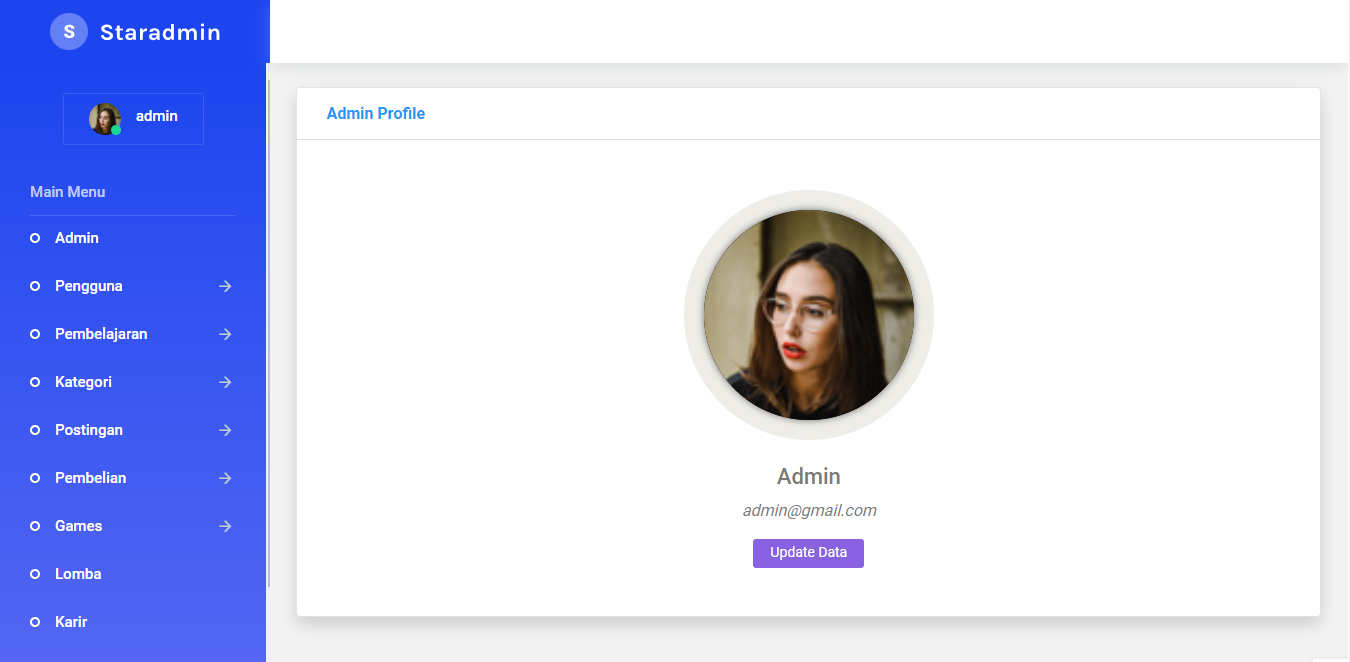 S Staradmin
admin
Main Menu
Admin
Pengguna
Pembelajaran
Kategori
Postingan
Pembelian
Games
Lomba
Karir
Admin Profile
Admin
admin@gmail.com
Update Data